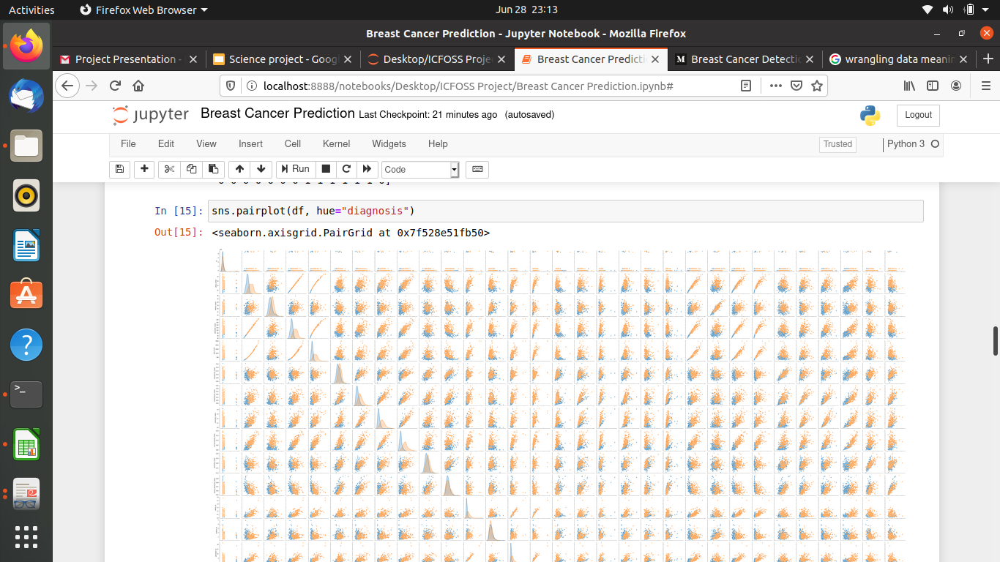 Activities
Firefox Web Browser
Jun 28 23:13
Breast Cancer Prediction - Jupyter Notebook - Mozilla Firefox
Project Presentation -
Science project - Goog
Desktop/ICFOSS Proje
Breast Cancer Predicti
M
Breast Cancer Detectio
G
wrangling data meanin
localhost:8888/notebooks/Desktop/ICFOSS Project/Breast Cancer Prediction.ipynb#
jupyter
Breast Cancer Prediction
Last Checkpoint: 21 minutes ago
(autosaved)
Logout
File
Edit
View
Insert
Cell
Kernel
Widgets
Help
Trusted
Python 3
Run
Code
In [15]:
sns.pairplot(df, hue="diagnosis")
Out[15]:
<seaborn.axisgrid.PairGrid at 0x7f528e51fb50>